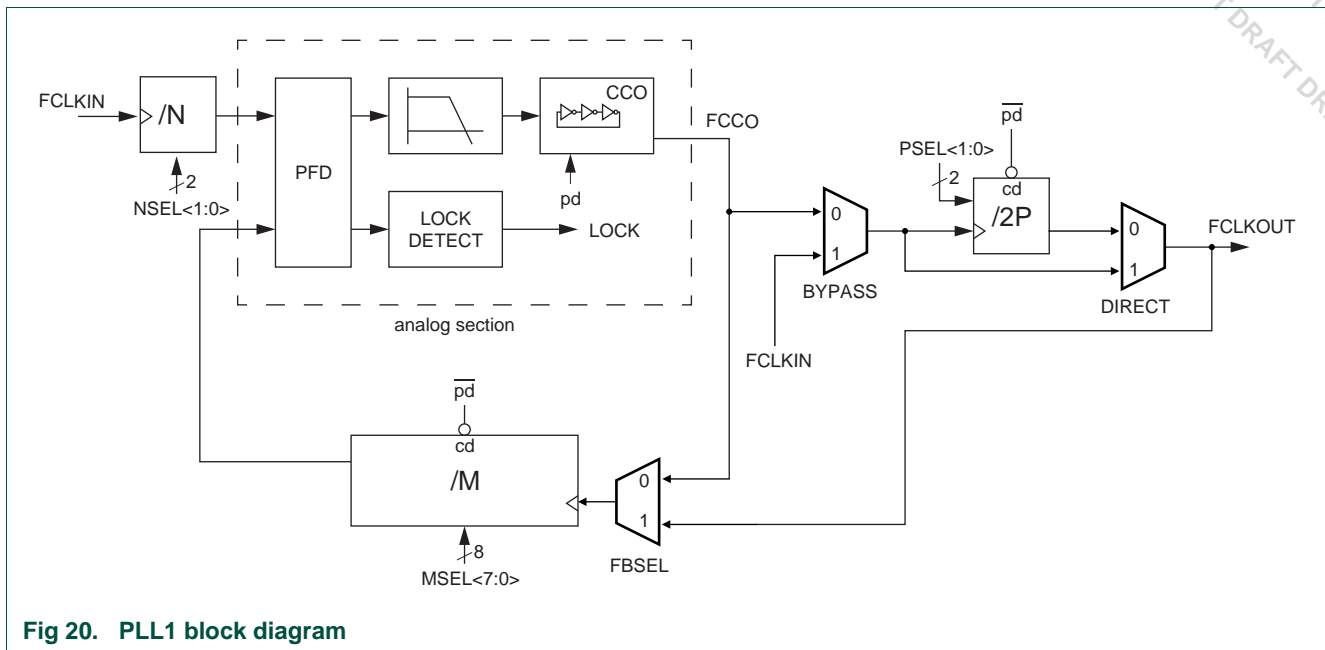 T DRAFT DR
FCLKIN
/N
2
NSEL<1:0>
PFD
CCO
pd
LOCK
DETECT
LOCK
analog section
FCCO
0
1
BYPASS
FCLKIN
pd
PSEL<1:0>
2
cd
/2P
0
1
DIRECT
FCLKOUT
pd
cd
/M
8
MSEL<7:0>
0
1
FBSEL
Fig 20. PLL1 block diagram